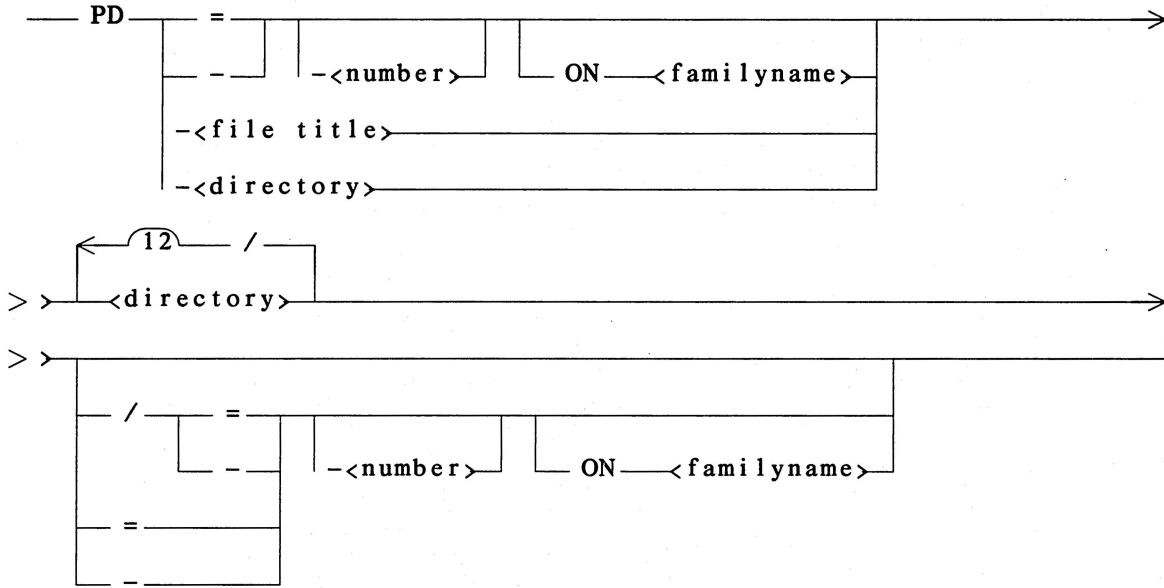 PD =
- -<number> ON <familyname>
-<file title>
-<directory>
12 /
<directory>
/ =
- -<number> ON <familyname>
=
-